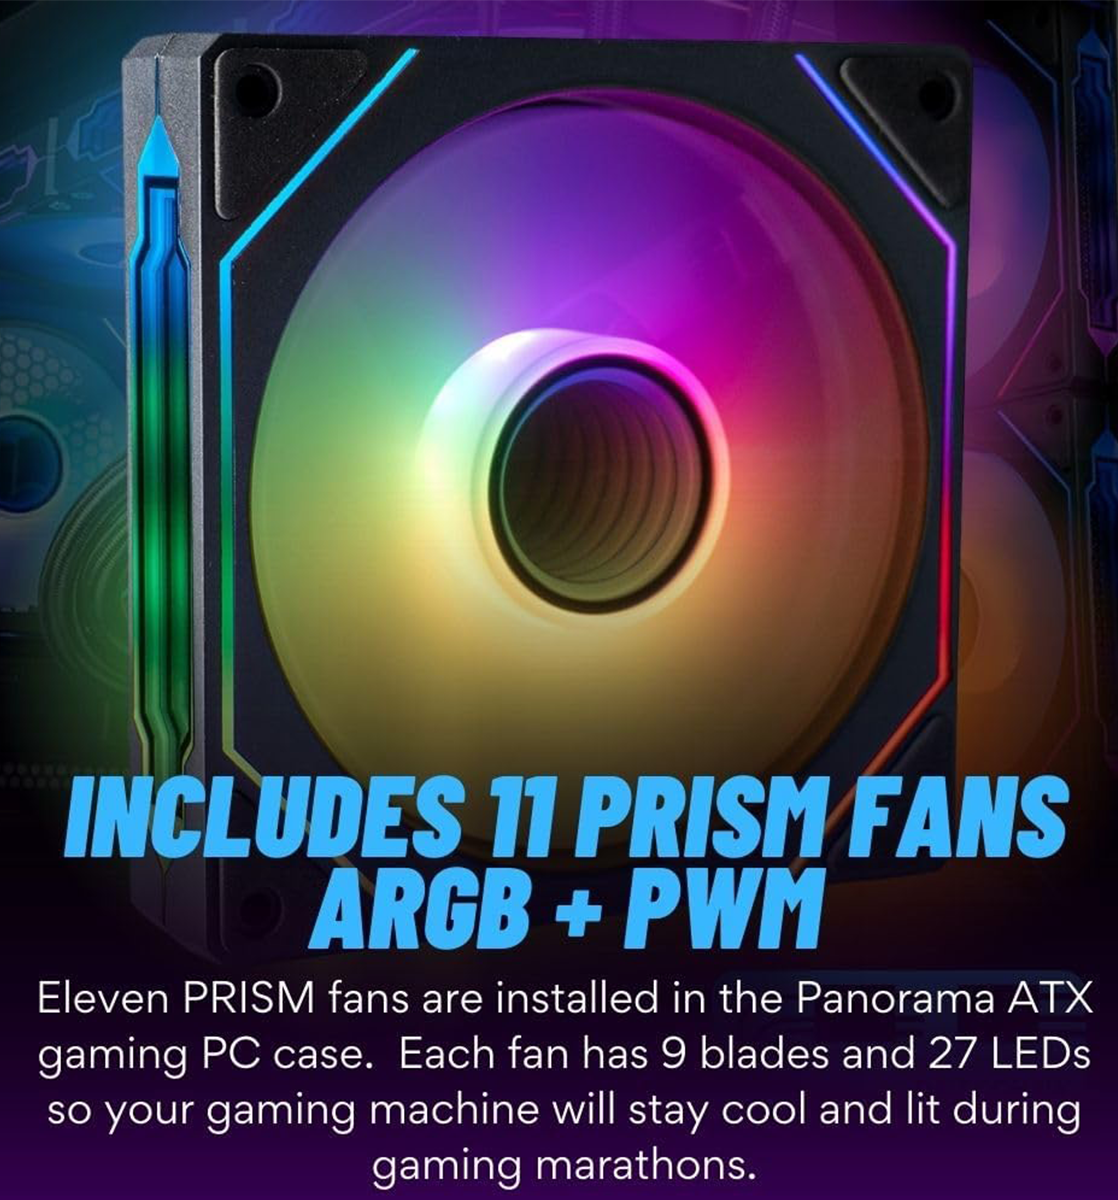 INCLUDES 11 PRISM FANS
ARGB + PWM
Eleven PRISM fans are installed in the Panorama ATX
gaming PC case.  Each fan has 9 blades and 27 LEDs
so your gaming machine will stay cool and lit during
gaming marathons.